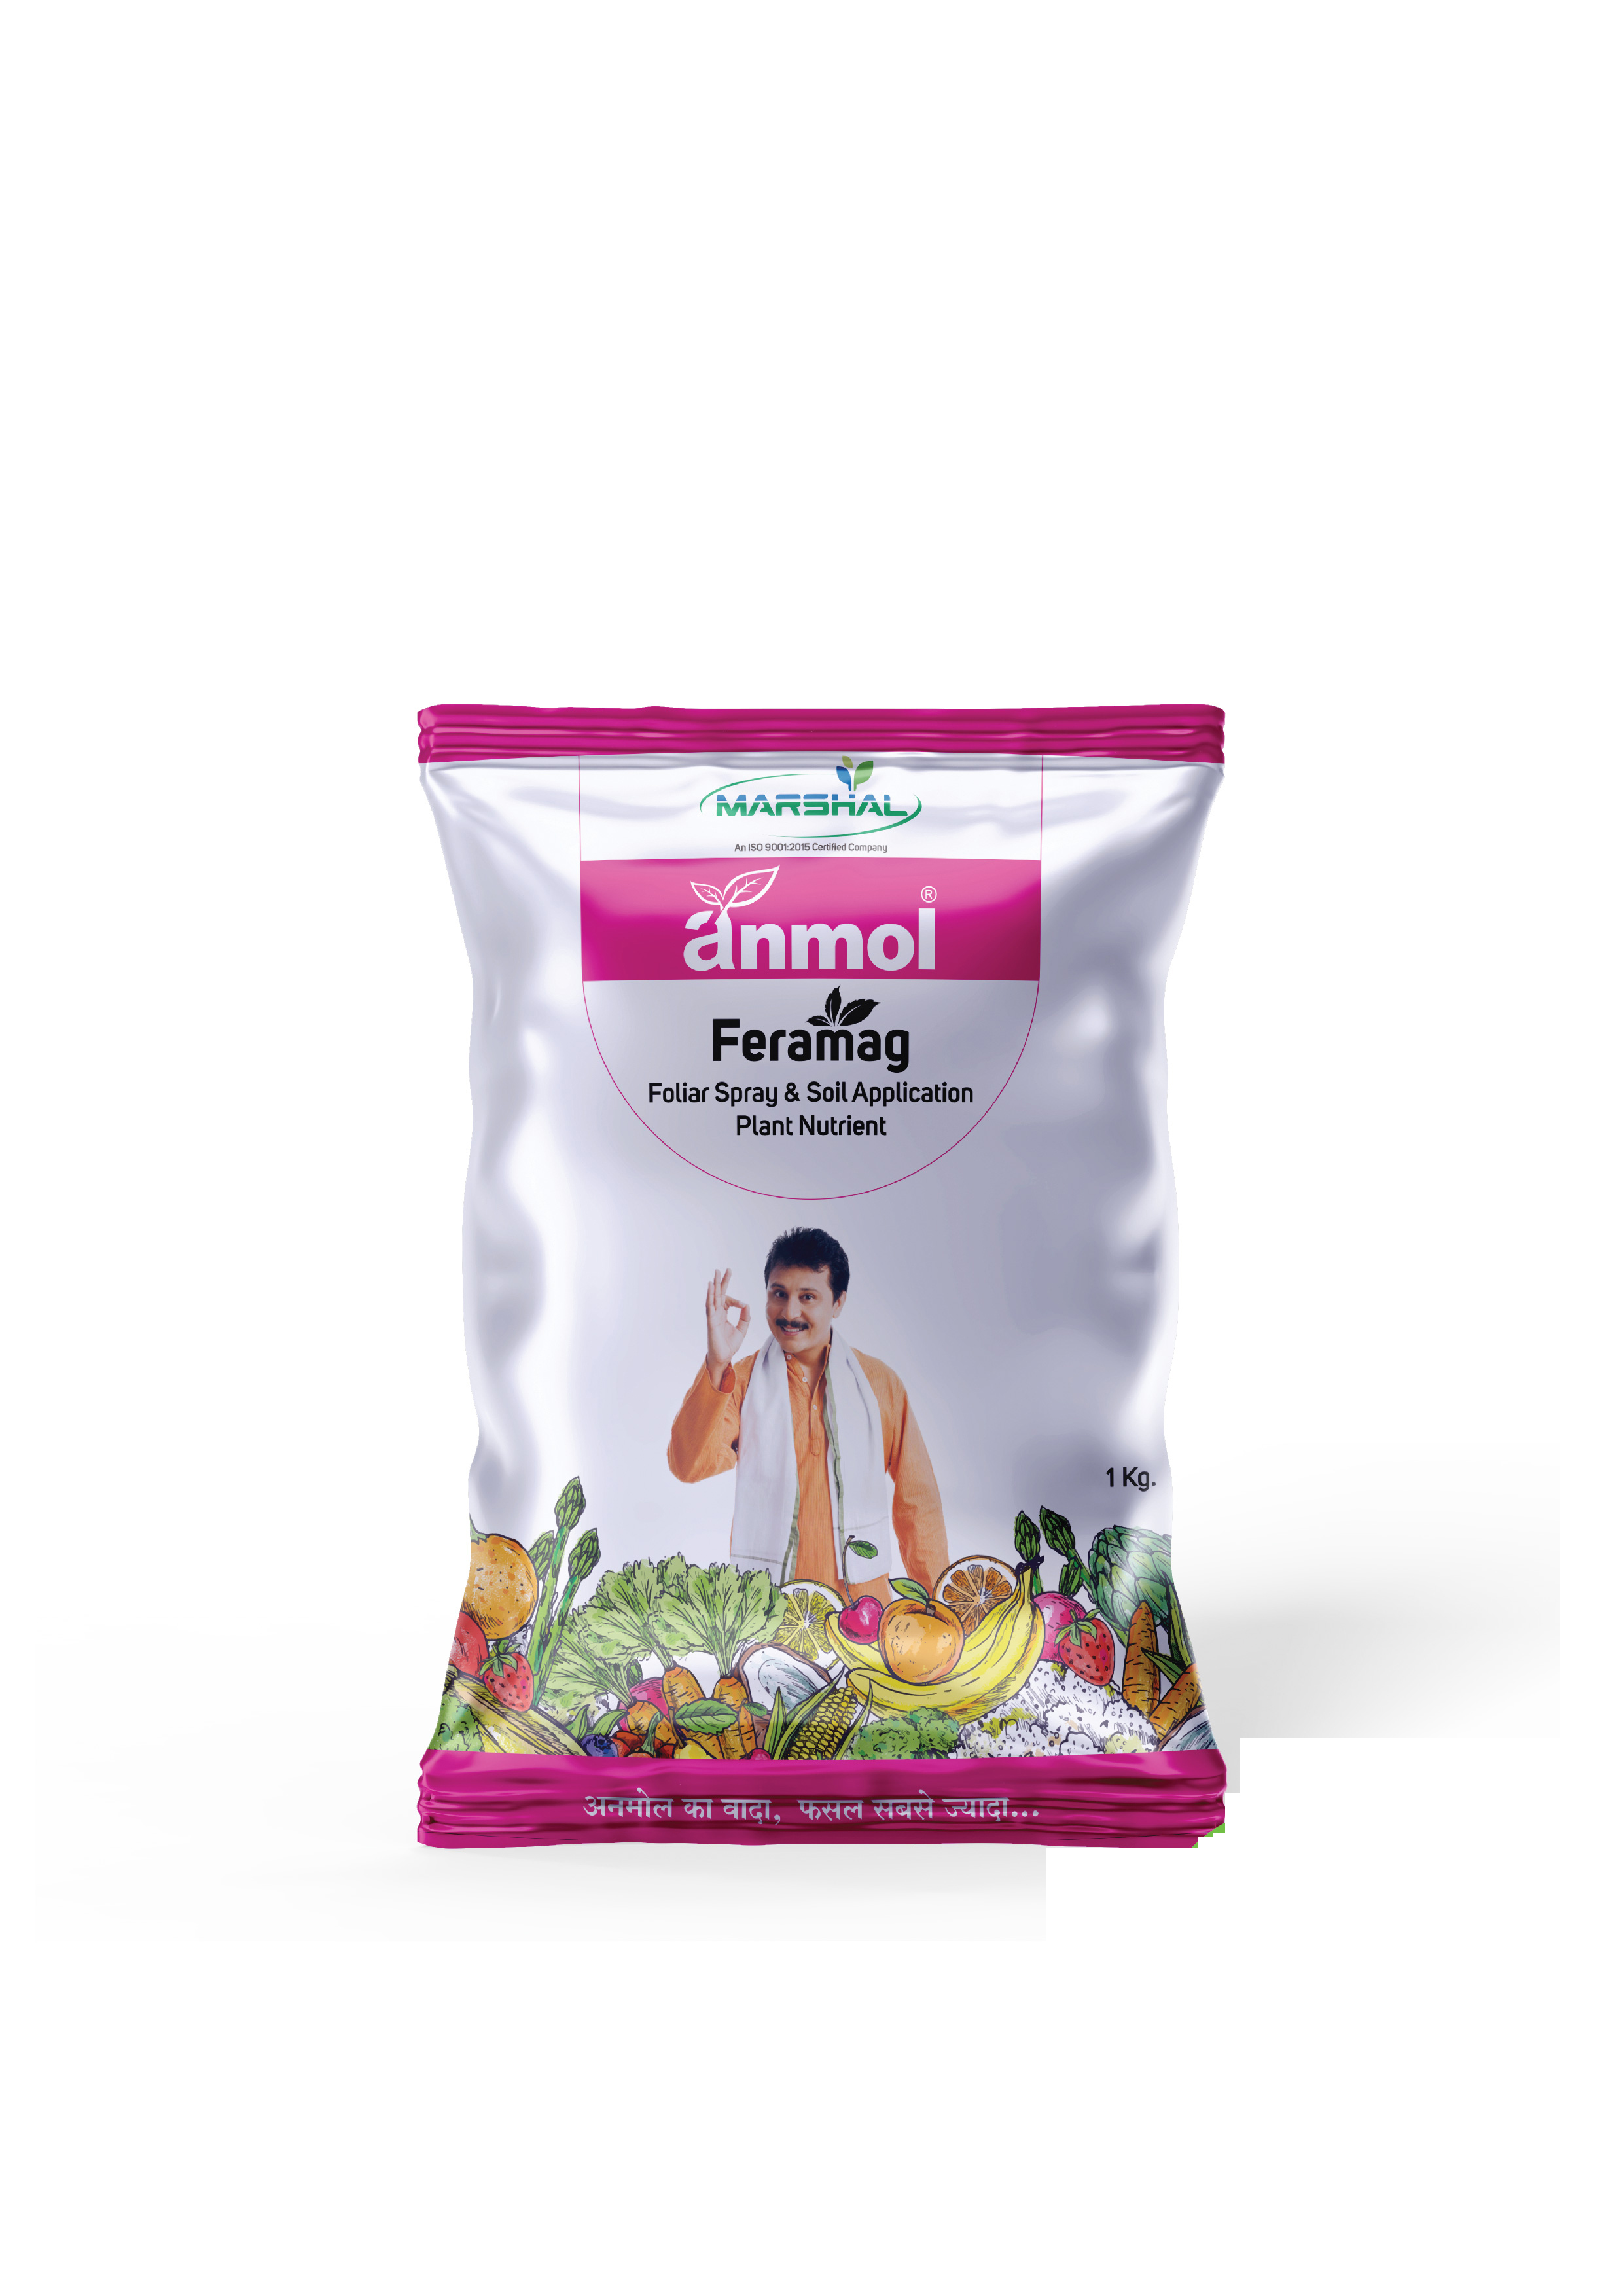 MARSHAL
An ISO 9001:2015 Certified Company
anmol®
Feramag
Foliar Spray & Soil Application
Plant Nutrient
1 Kg.
अनमोल का वादा, फसल सबसे ज्यादा...